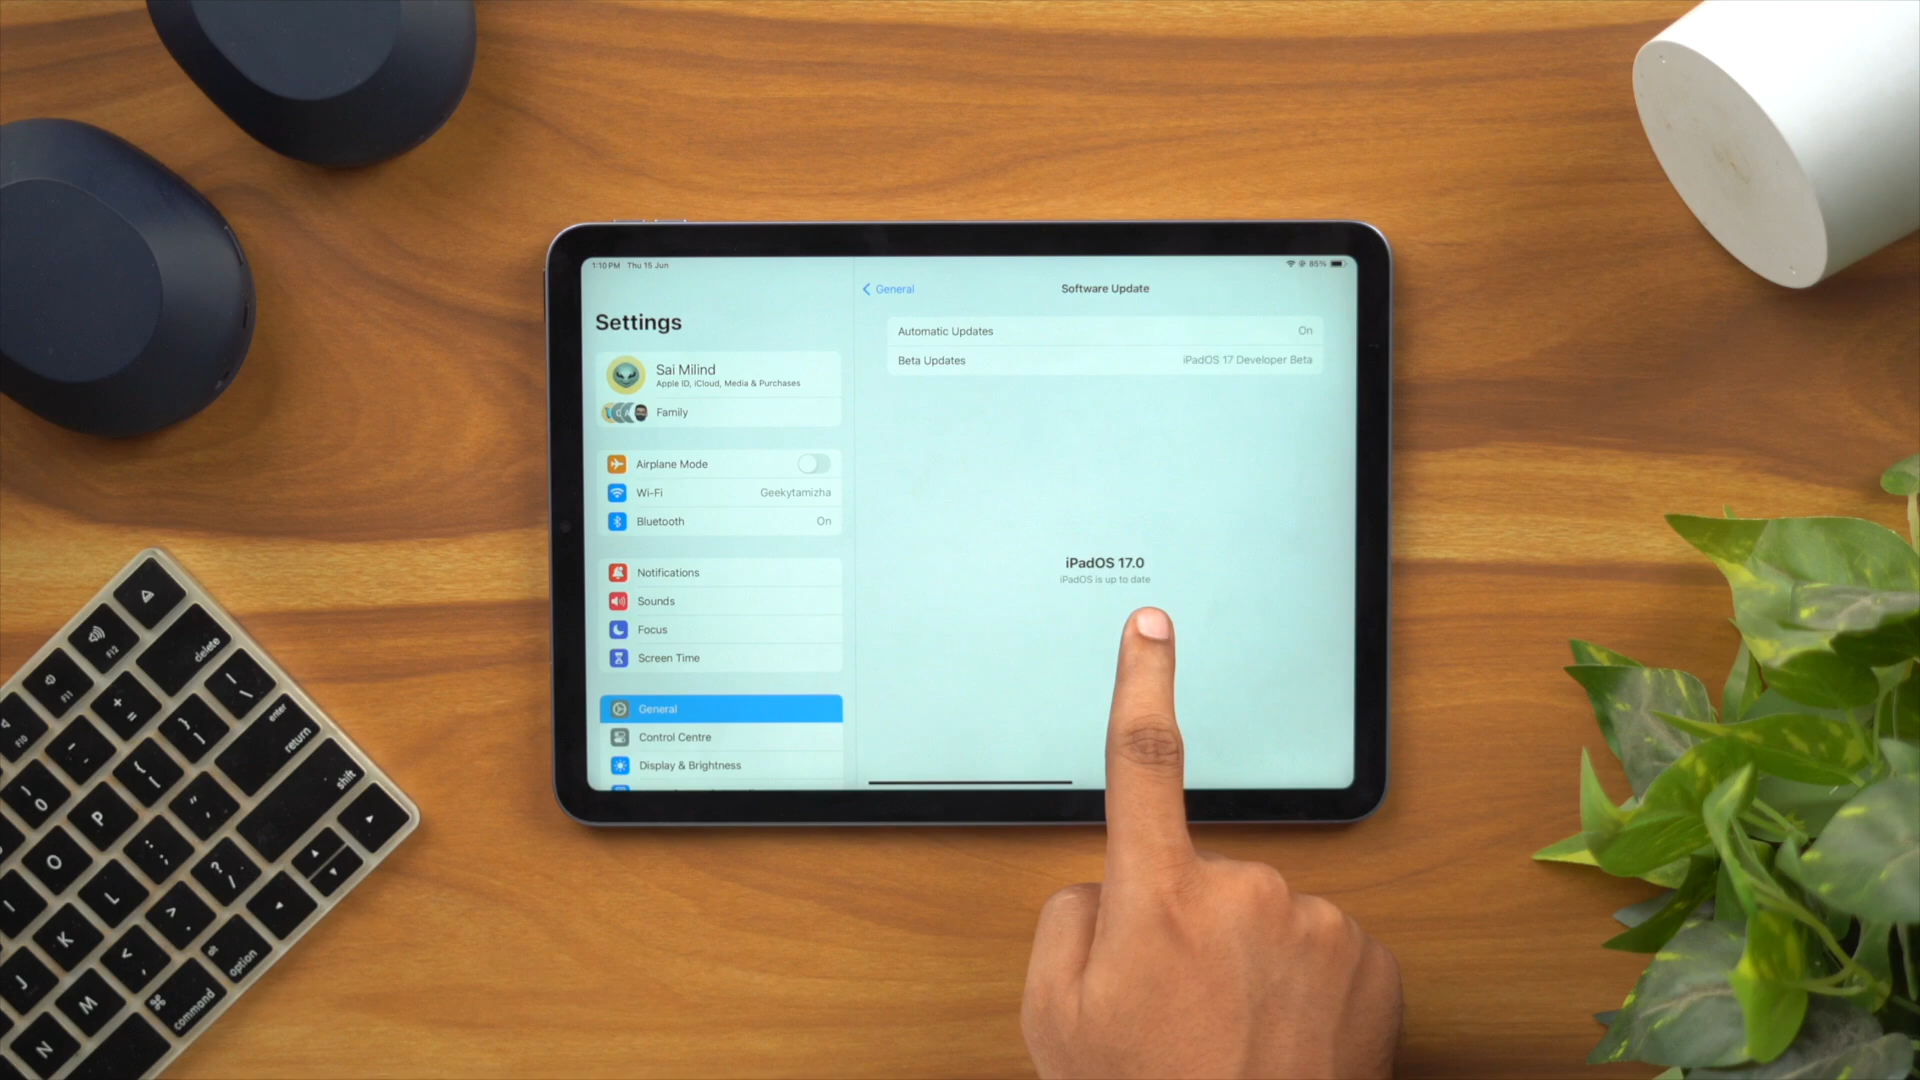 1:10 PM Thu 15 Jun
85%
Settings
Sai Milind
Apple ID, iCloud, Media & Purchases
Family
Airplane Mode
Wi-Fi Geekytamizha
Bluetooth On
Notifications
Sounds
Focus
Screen Time
General
Control Centre
Display & Brightness
General
Software Update
Automatic Updates On
Beta Updates iPadOS 17 Developer Beta
iPadOS 17.0
iPadOS is up to date
F12
delete
F11
F10
+
=
|
\
enter
return
-
}
]
{
[
shift
)
0
P
"
'
:
;
?
/
O
L
>
.
K
<
,
alt
option
J
M
⌘
command
N